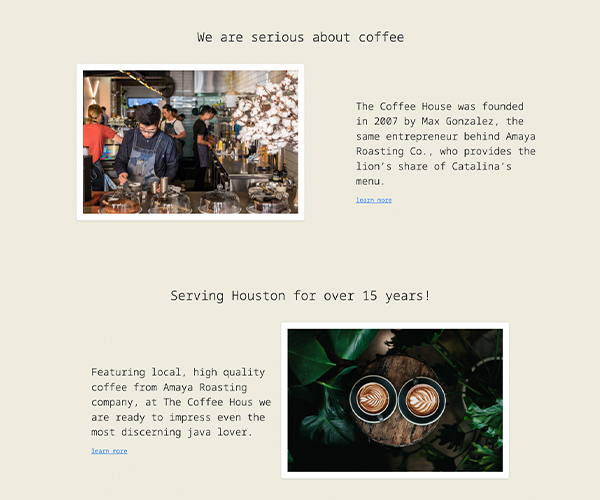 We are serious about coffee
The Coffee House was founded
in 2007 by Max Gonzalez, the
same entrepreneur behind Amaya
Roasting Co., who provides the
lion's share of Catalina's
menu.
learn more
Serving Houston for over 15 years!
Featuring local, high quality
coffee from Amaya Roasting
company, at The Coffee Hous we
are ready to impress even the
most discerning java lover.
learn more